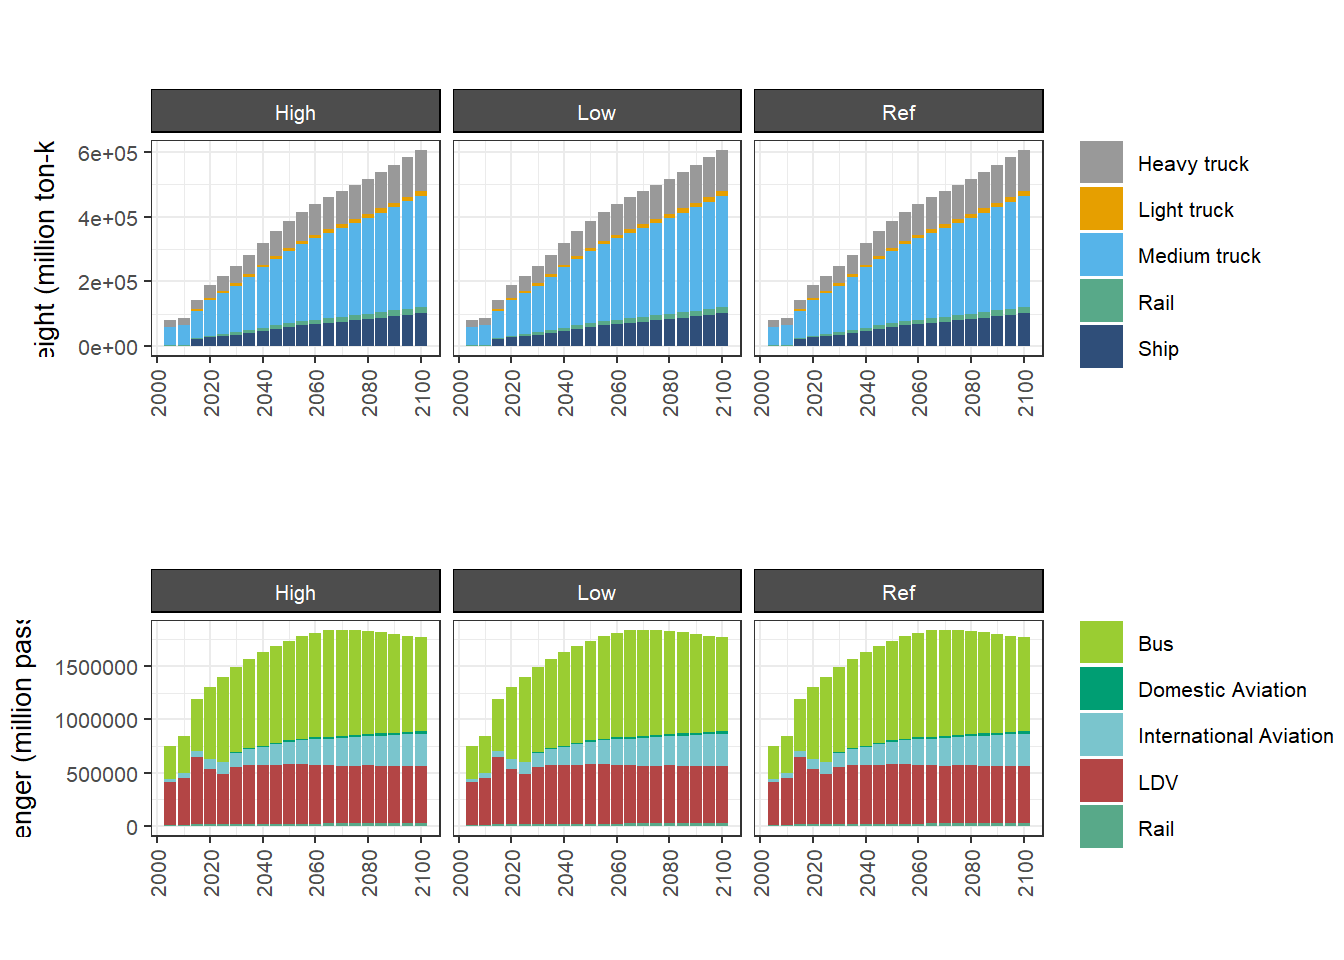 High Low Ref
eight (million ton-k
6e+05
4e+05
2e+05
0e+00
2000 2020 2040 2060 2080 2100 2000 2020 2040 2060 2080 2100 2000 2020 2040 2060 2080 2100
Heavy truck
Light truck
Medium truck
Rail
Ship
High Low Ref
enger (million pass
1500000
1000000
500000
0
2000 2020 2040 2060 2080 2100 2000 2020 2040 2060 2080 2100 2000 2020 2040 2060 2080 2100
Bus
Domestic Aviation
International Aviation
LDV
Rail